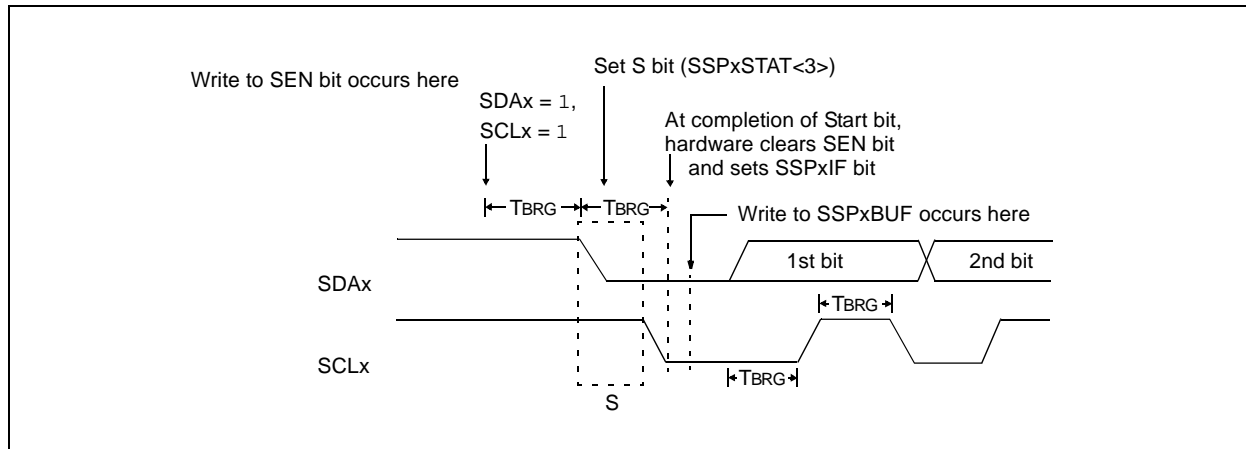 Write to SEN bit occurs here
Set S bit (SSPxSTAT<3>)
SDAx = 1,
SCLx = 1
At completion of Start bit,
hardware clears SEN bit
and sets SSPxIF bit
TBRG
TBRG
Write to SSPxBUF occurs here
SDAx
1st bit
2nd bit
TBRG
SCLx
TBRG
S